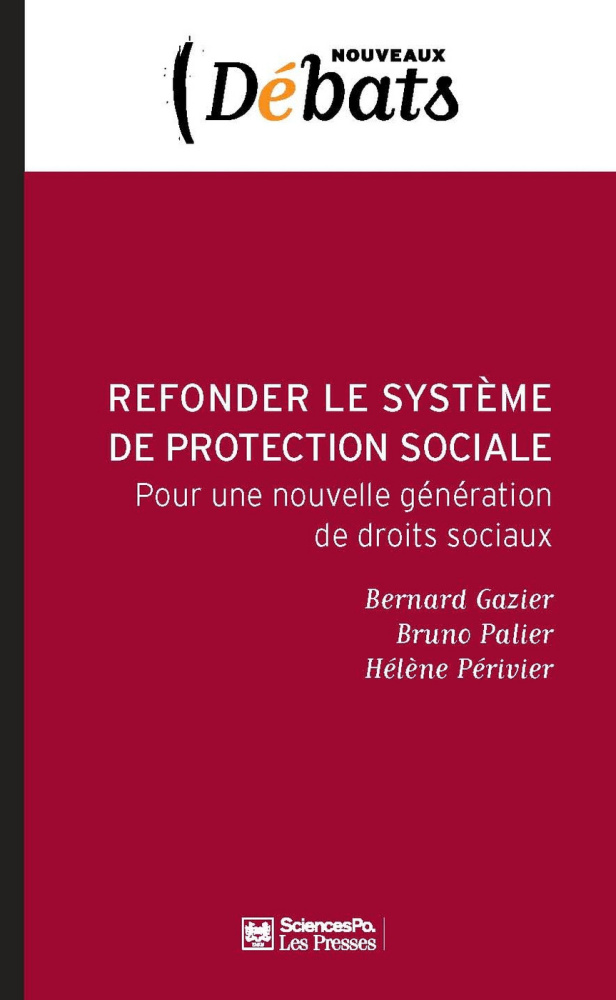 NOUVEAUX
(Débats
REFONDER LE SYSTÈME
DE PROTECTION SOCIALE
Pour une nouvelle génération
de droits sociaux
Bernard Gazier
Bruno Palier
Hélène Périvier
SciencesPo.
Les Presses